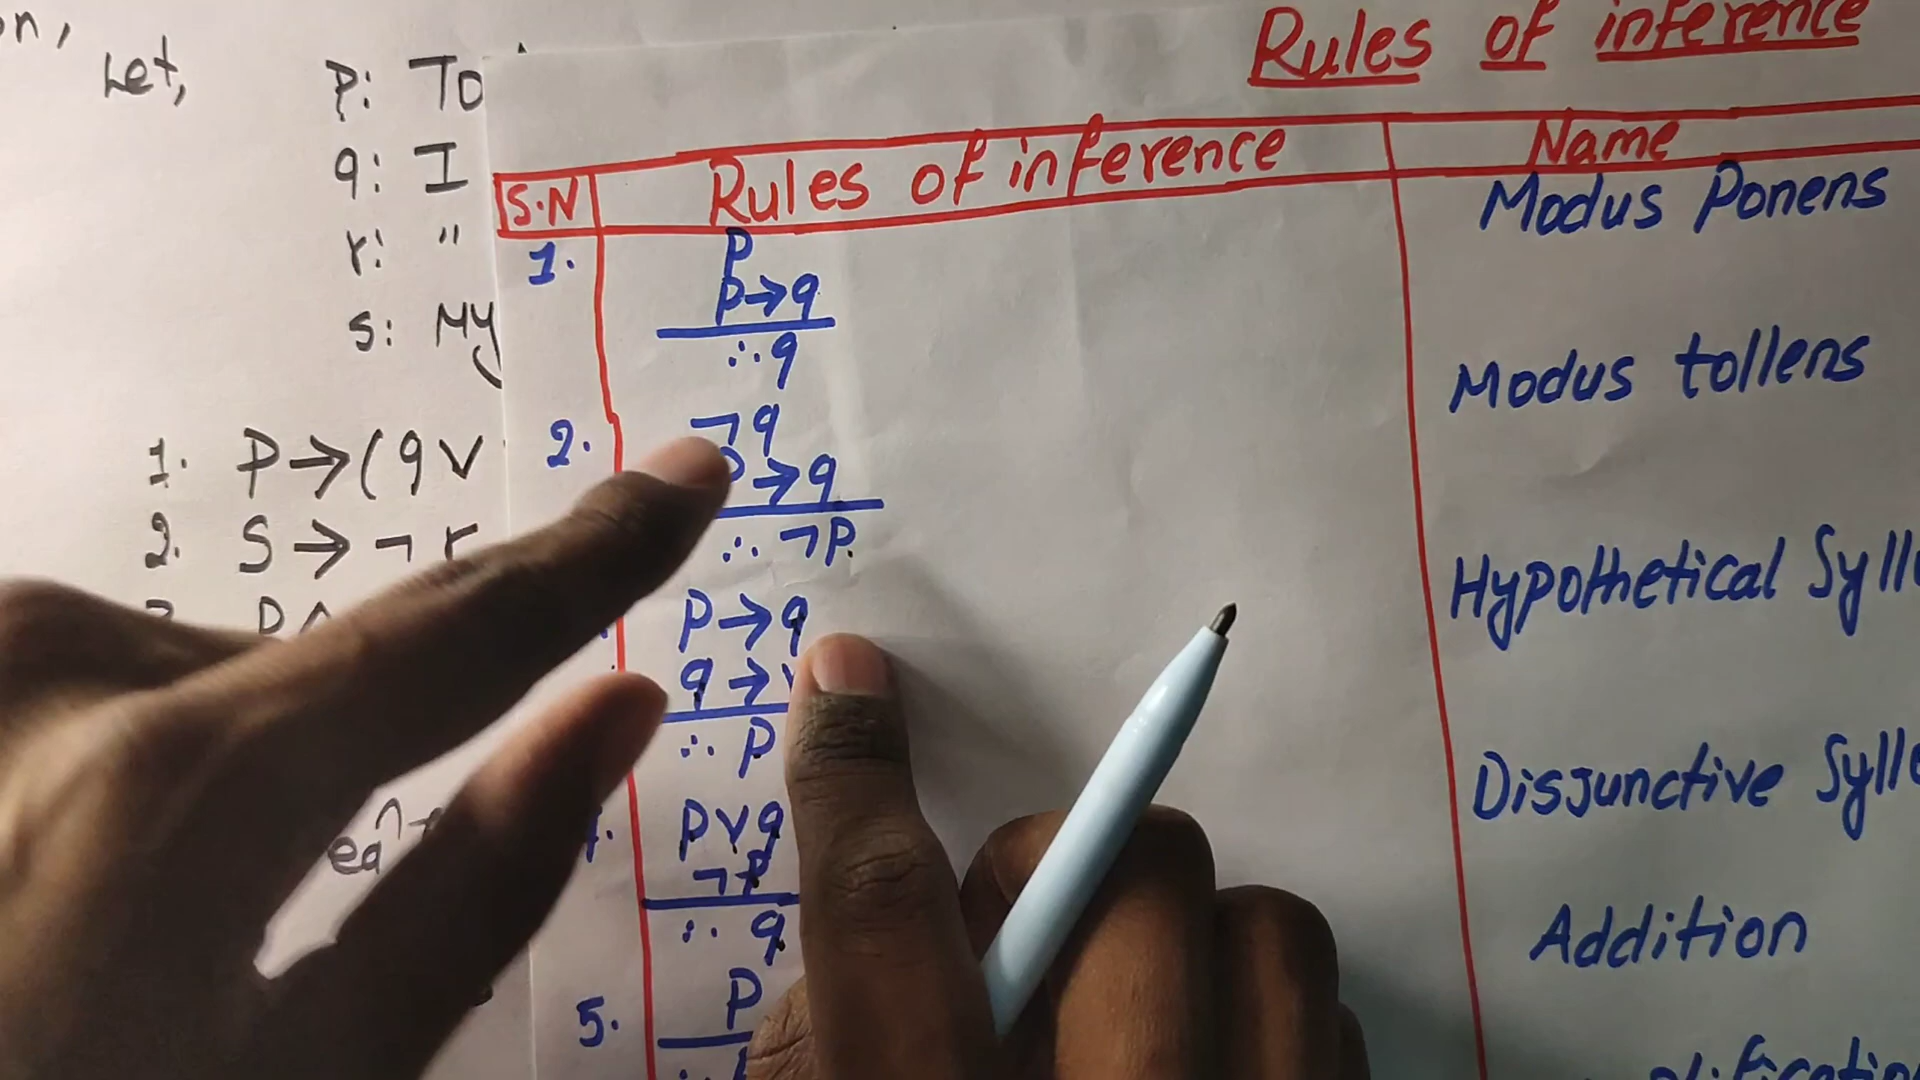 Let,
p: TO
q: I
r: "
s: My
1. P→(q∨
2. S→¬r
Rules of inference
S.N Rules of inference Name
1. P Modus Ponens
P→q
∴q
2. ¬q Modus tollens
→q
∴ ¬P.
P→q Hypothetical Syll
q→
∴ P
P∨q Disjunctive Syll
¬P
∴ q
5. P Addition